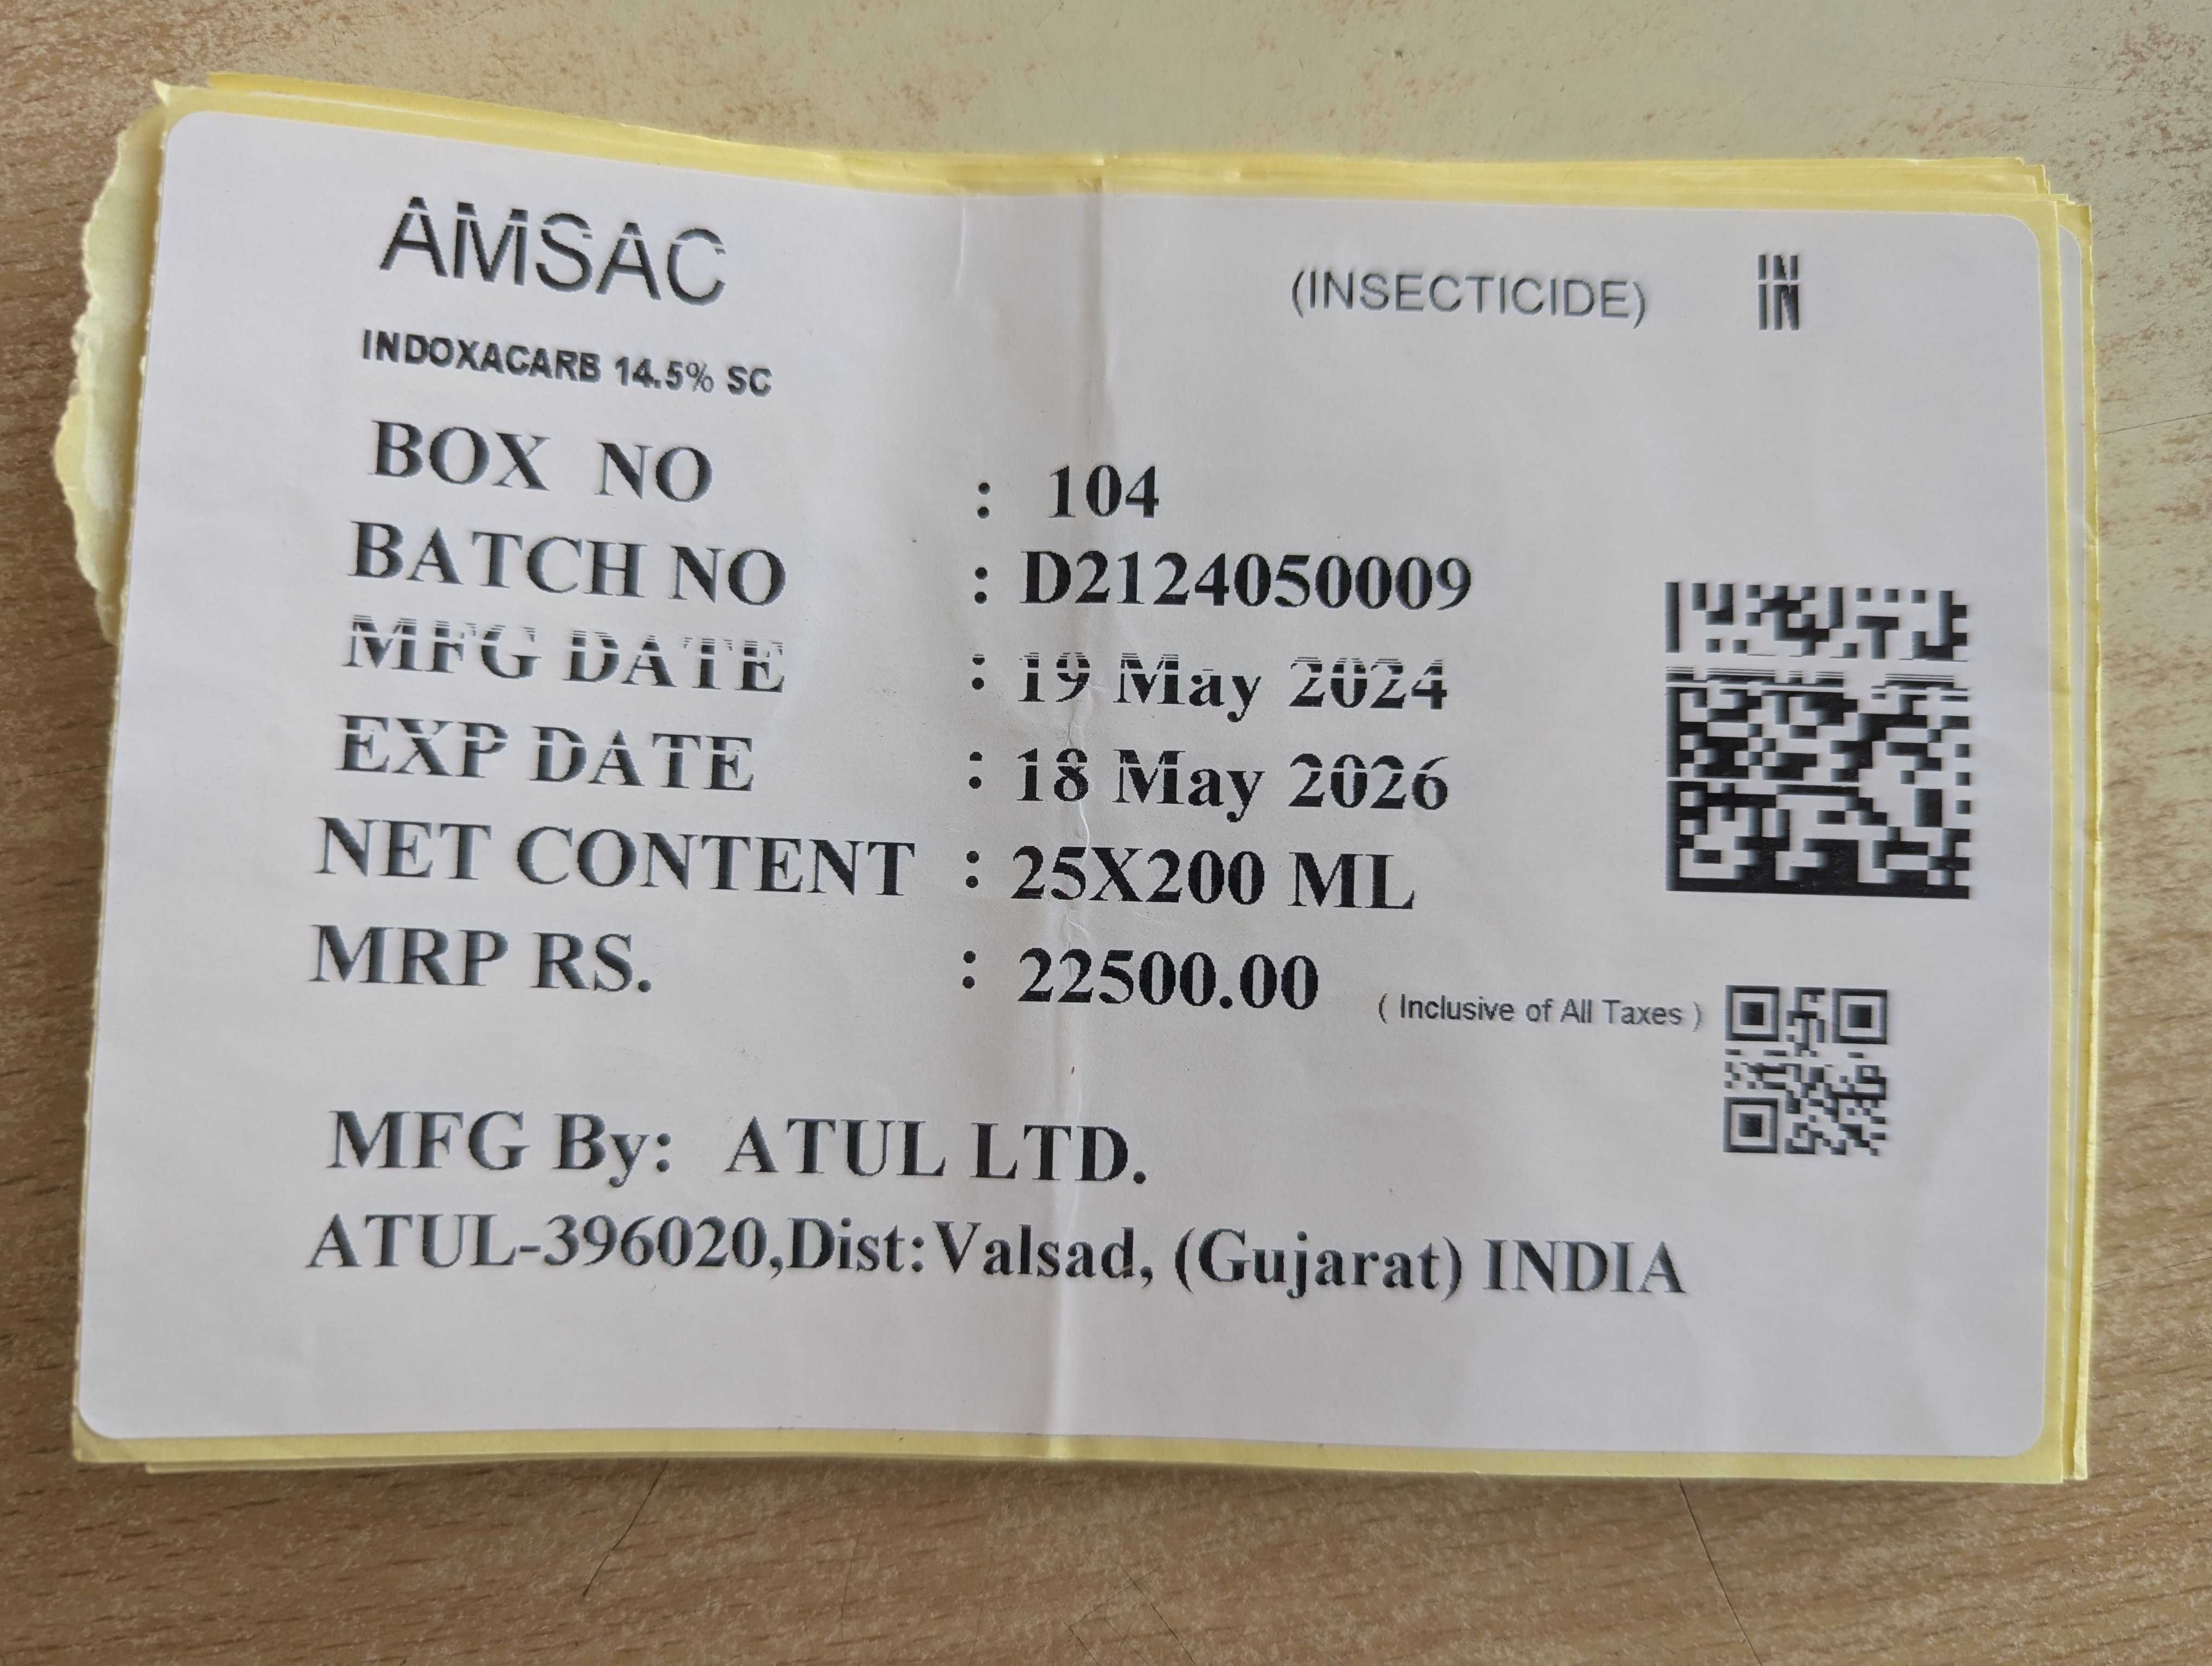 AMSAC (INSECTICIDE) IN
IN
INDOXACARB 14.5% SC
BOX NO : 104
BATCH NO : D2124050009
MFG DATE : 19 May 2024
EXP DATE : 18 May 2026
NET CONTENT : 25X200 ML
MRP RS. : 22500.00 ( Inclusive of All Taxes )
MFG By: ATUL LTD.
ATUL-396020,Dist:Valsad, (Gujarat) INDIA